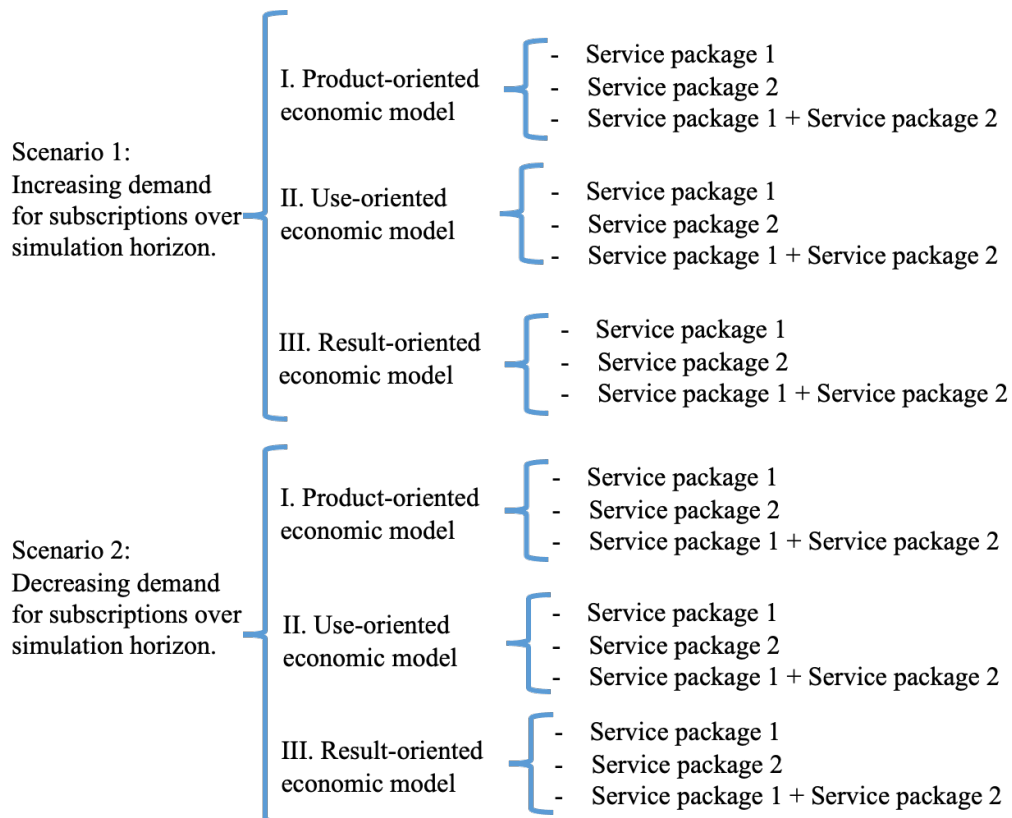 Scenario 1:
Increasing demand
for subscriptions over
simulation horizon.
I. Product-oriented
economic model
- Service package 1
- Service package 2
- Service package 1 + Service package 2
II. Use-oriented
economic model
- Service package 1
- Service package 2
- Service package 1 + Service package 2
III. Result-oriented
economic model
- Service package 1
- Service package 2
- Service package 1 + Service package 2
Scenario 2:
Decreasing demand
for subscriptions over
simulation horizon.
I. Product-oriented
economic model
- Service package 1
- Service package 2
- Service package 1 + Service package 2
II. Use-oriented
economic model
- Service package 1
- Service package 2
- Service package 1 + Service package 2
III. Result-oriented
economic model
- Service package 1
- Service package 2
- Service package 1 + Service package 2